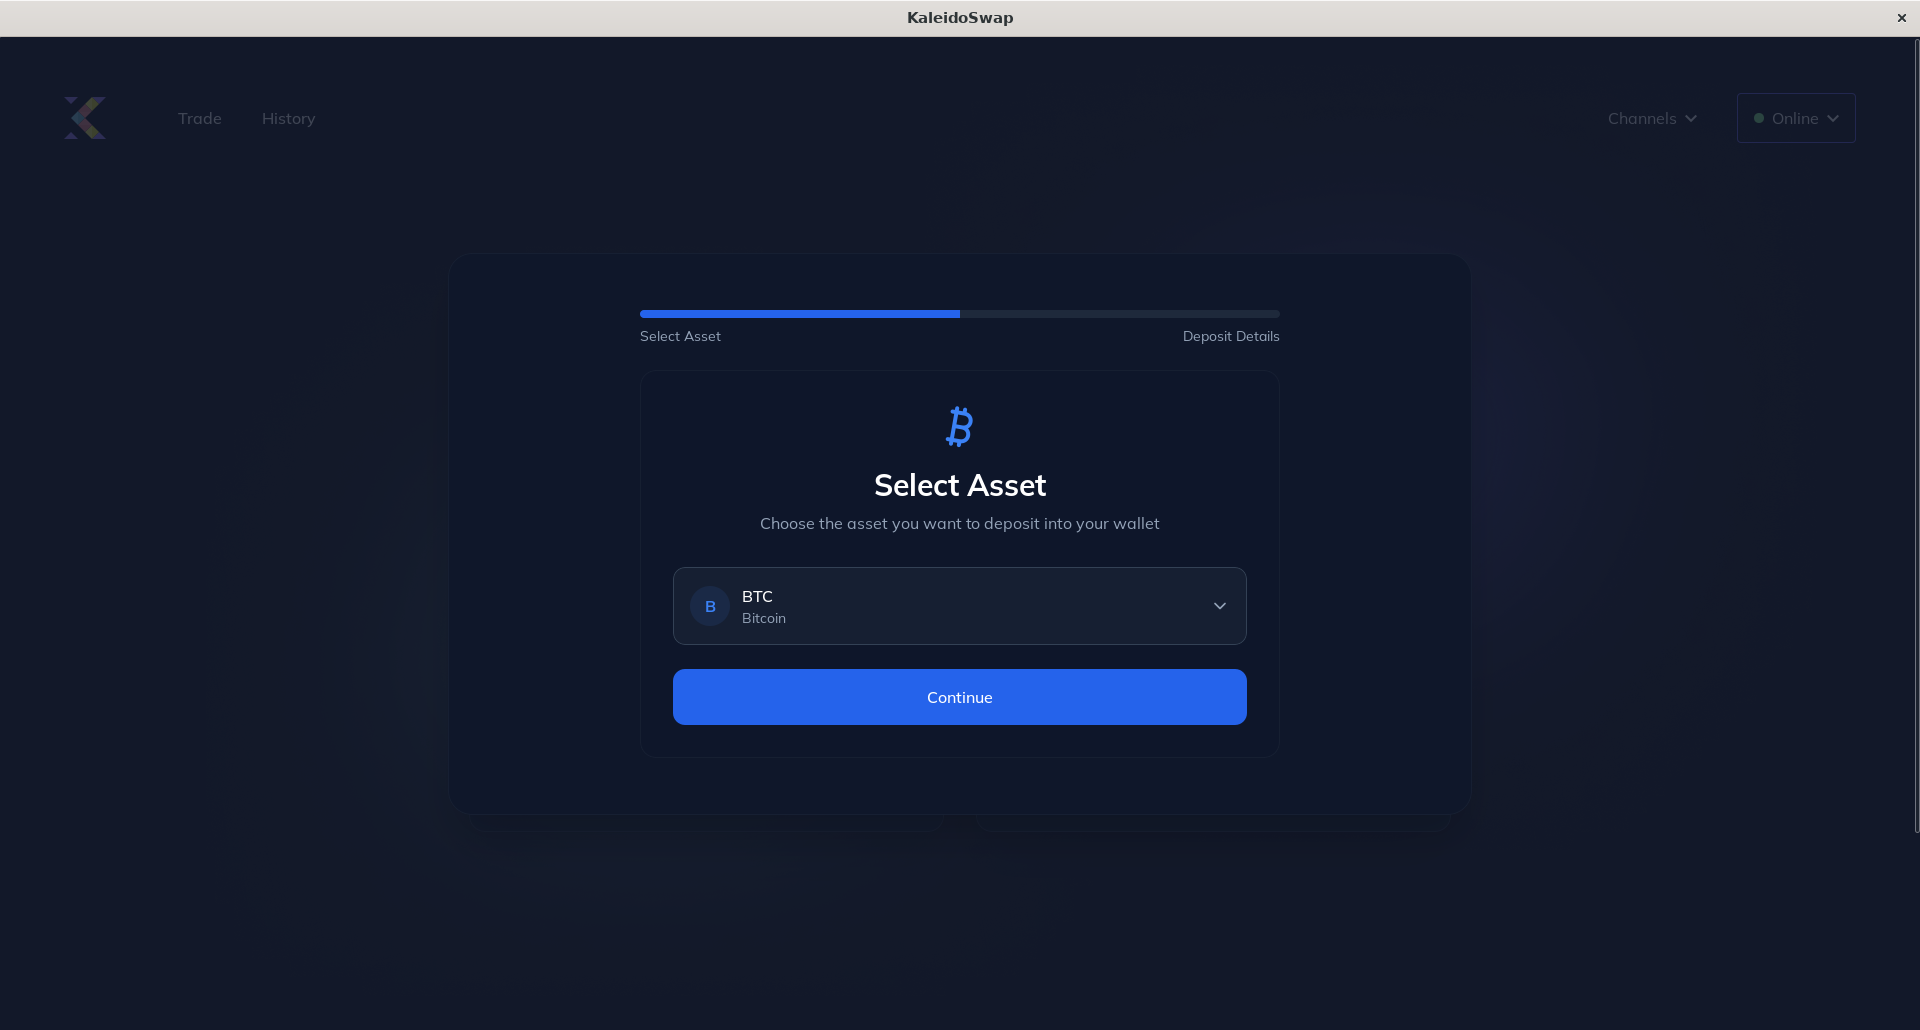 KaleidoSwap
Trade
History
Channels
Online
Select Asset
Deposit Details
Select Asset
Choose the asset you want to deposit into your wallet
B
BTC
Bitcoin
Continue